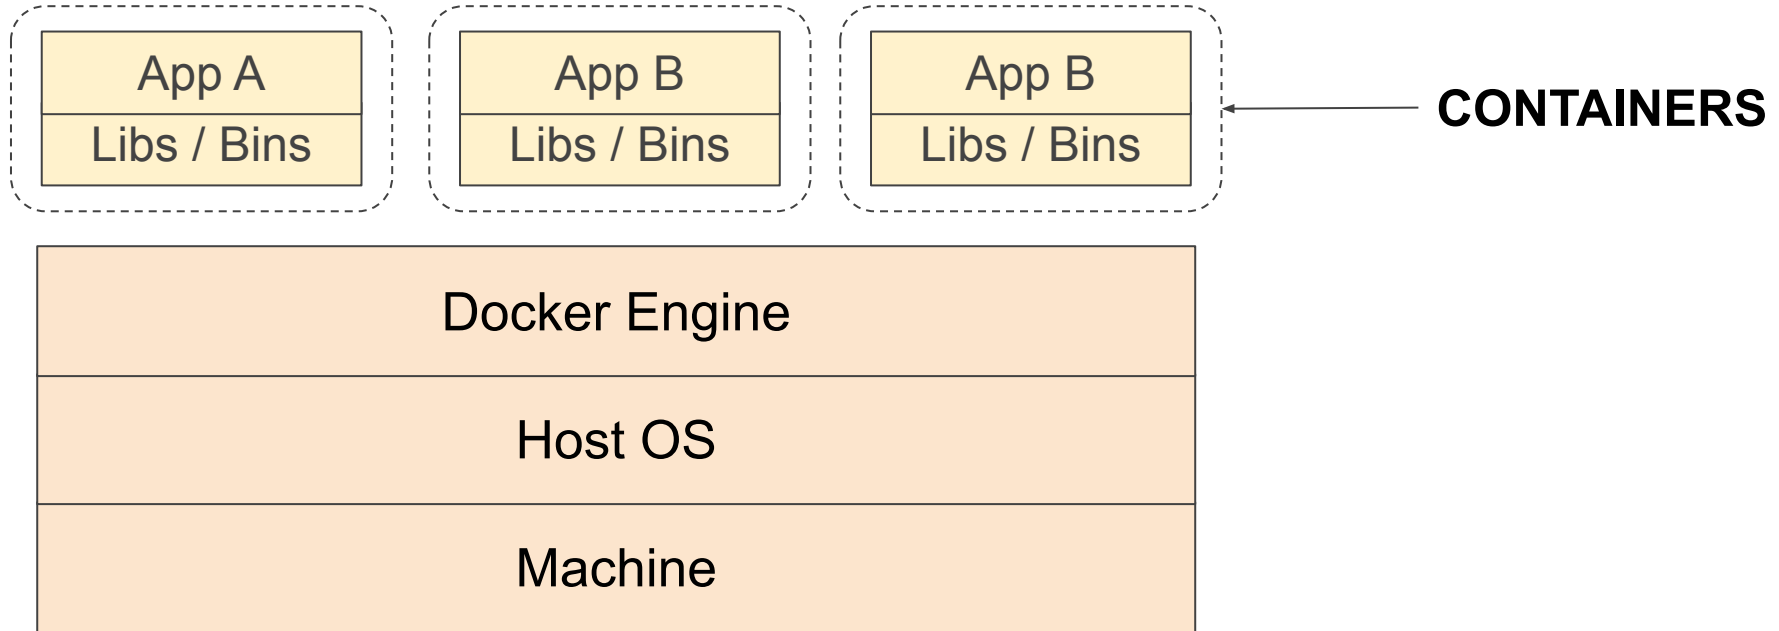 App A
Libs / Bins
App B
Libs / Bins
App B
Libs / Bins
CONTAINERS
Docker Engine
Host OS
Machine